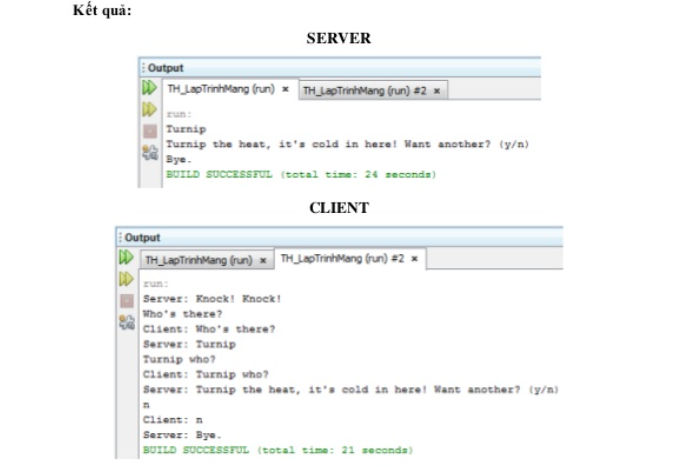 Kết quả:
SERVER
Output
TH_LapTrinhMang (run) × TH_LapTrinhMang (run) #2 ×
run:
Turnip
Turnip the heat, it's cold in here! Want another? (y/n)
Bye.
BUILD SUCCESSFUL (total time: 24 seconds)
CLIENT
Output
TH_LapTrinhMang (run) × TH_LapTrinhMang (run) #2 ×
run:
Server: Knock! Knock!
Who's there?
Client: Who's there?
Server: Turnip
Turnip who?
Client: Turnip who?
Server: Turnip the heat, it's cold in here! Want another? (y/n)
n
Client: n
Server: Bye.
BUILD SUCCESSFUL (total time: 21 seconds)